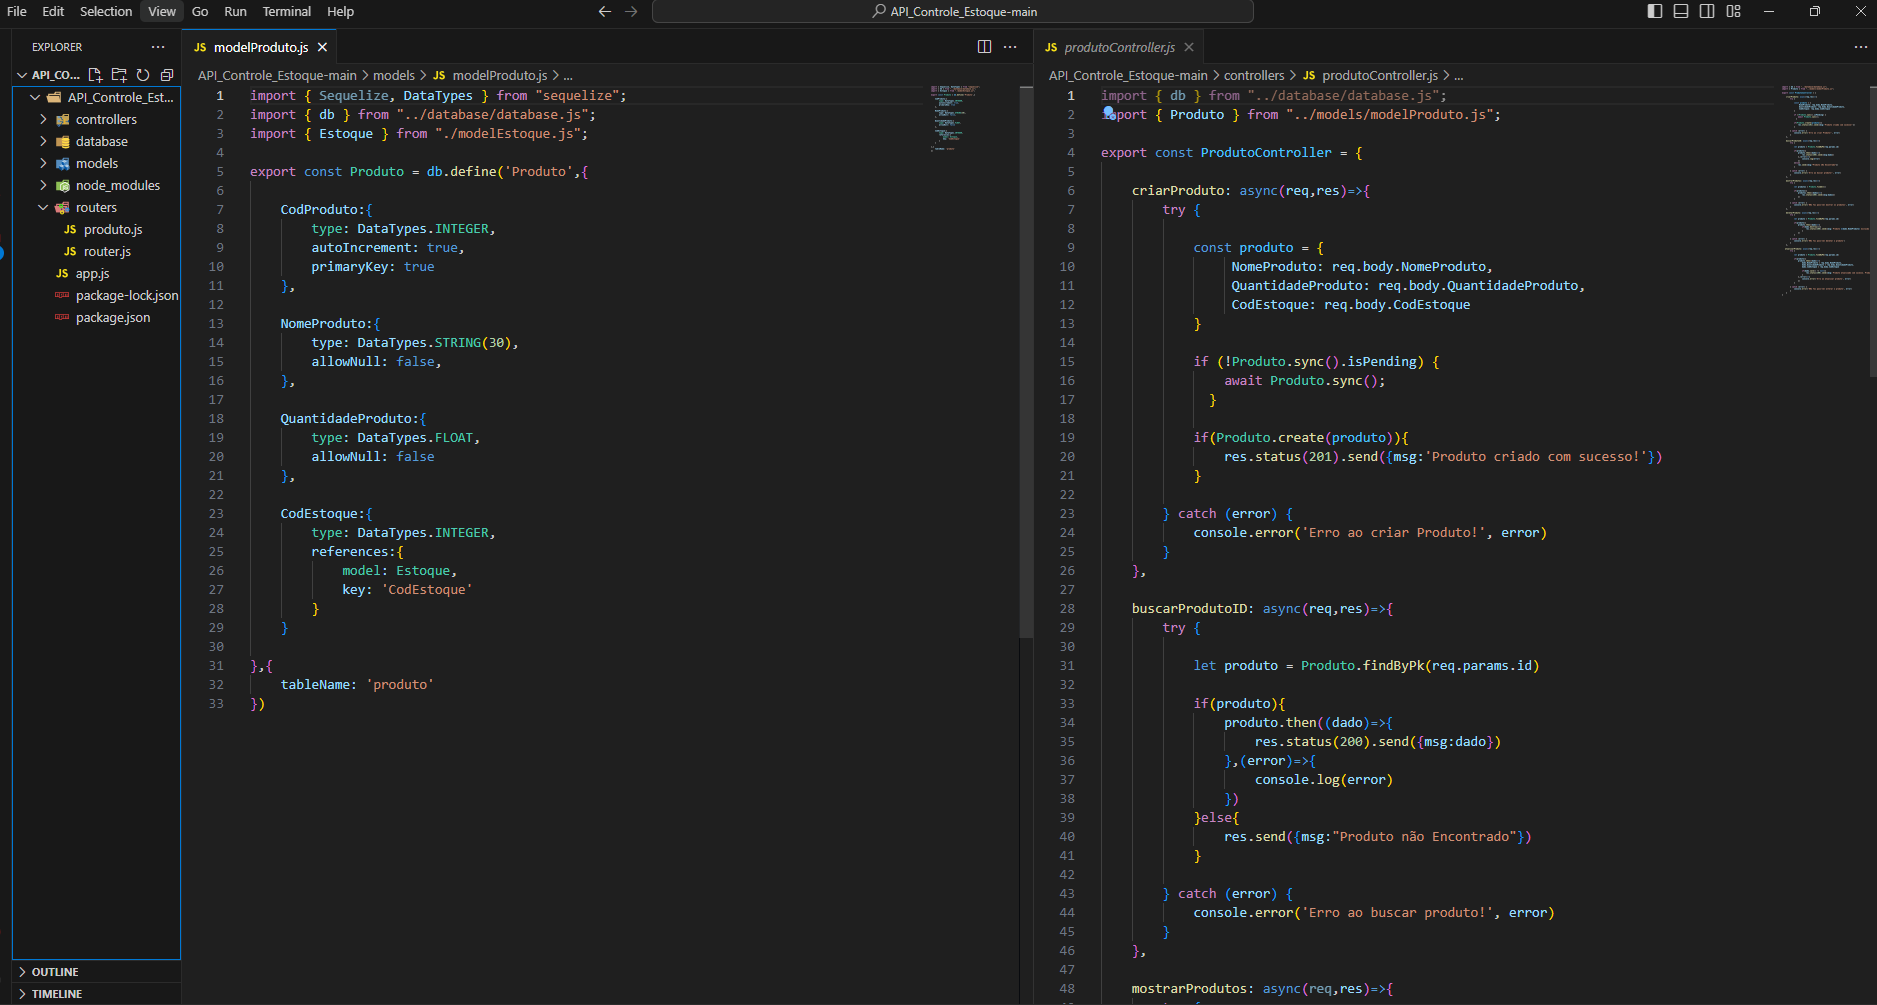 File Edit Selection View Go Run Terminal Help
API_Controle_Estoque-main
EXPLORER
API_CO...
API_Controle_Est...
controllers
database
models
node_modules
routers
JS produto.js
JS router.js
JS app.js
package-lock.json
package.json
OUTLINE
TIMELINE
JS modelProduto.js
API_Controle_Estoque-main > models > JS modelProduto.js > ...
1 import { Sequelize, DataTypes } from "sequelize";
2 import { db } from "../database/database.js";
3 import { Estoque } from "./modelEstoque.js";
4
5 export const Produto = db.define('Produto',{
6
7 CodProduto:{
8 type: DataTypes.INTEGER,
9 autoIncrement: true,
10 primaryKey: true
11 },
12
13 NomeProduto:{
14 type: DataTypes.STRING(30),
15 allowNull: false,
16 },
17
18 QuantidadeProduto:{
19 type: DataTypes.FLOAT,
20 allowNull: false
21 },
22
23 CodEstoque:{
24 type: DataTypes.INTEGER,
25 references:{
26 model: Estoque,
27 key: 'CodEstoque'
28 }
29 }
30
31 },{
32 tableName: 'produto'
33 })
JS produtoController.js
API_Controle_Estoque-main > controllers > JS produtoController.js > ...
1 import { db } from "../database/database.js";
2 import { Produto } from "../models/modelProduto.js";
3
4 export const ProdutoController = {
5
6 criarProduto: async(req,res)=>{
7 try {
8
9 const produto = {
10 NomeProduto: req.body.NomeProduto,
11 QuantidadeProduto: req.body.QuantidadeProduto,
12 CodEstoque: req.body.CodEstoque
13 }
14
15 if (!Produto.sync().isPending) {
16 await Produto.sync();
17 }
18
19 if(Produto.create(produto)){
20 res.status(201).send({msg:'Produto criado com sucesso!'})
21 }
22
23 } catch (error) {
24 console.error('Erro ao criar Produto!', error)
25 }
26 },
27
28 buscarProdutoID: async(req,res)=>{
29 try {
30
31 let produto = Produto.findByPk(req.params.id)
32
33 if(produto){
34 produto.then((dado)=>{
35 res.status(200).send({msg:dado})
36 },(error)=>{
37 console.log(error)
38 })
39 }else{
40 res.send({msg:"Produto não Encontrado"})
41 }
42
43 } catch (error) {
44 console.error('Erro ao buscar produto!', error)
45 }
46 },
47
48 mostrarProdutos: async(req,res)=>{